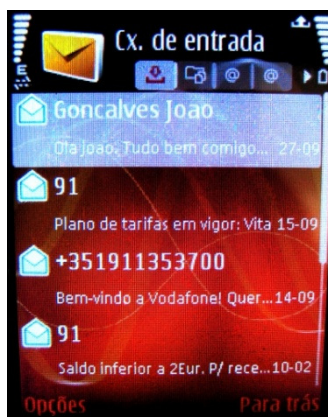 Cx. de entrada
Goncalves Joao
Ola Joao, Tudo bem comigo... 27-09
91
Plano de tarifas em vigor: Vita 15-09
+351911353700
Bem-vindo a Vodafone! Quer...14-09
91
Saldo inferior a 2Eur. P/ rece...10-02
Opções Para trás